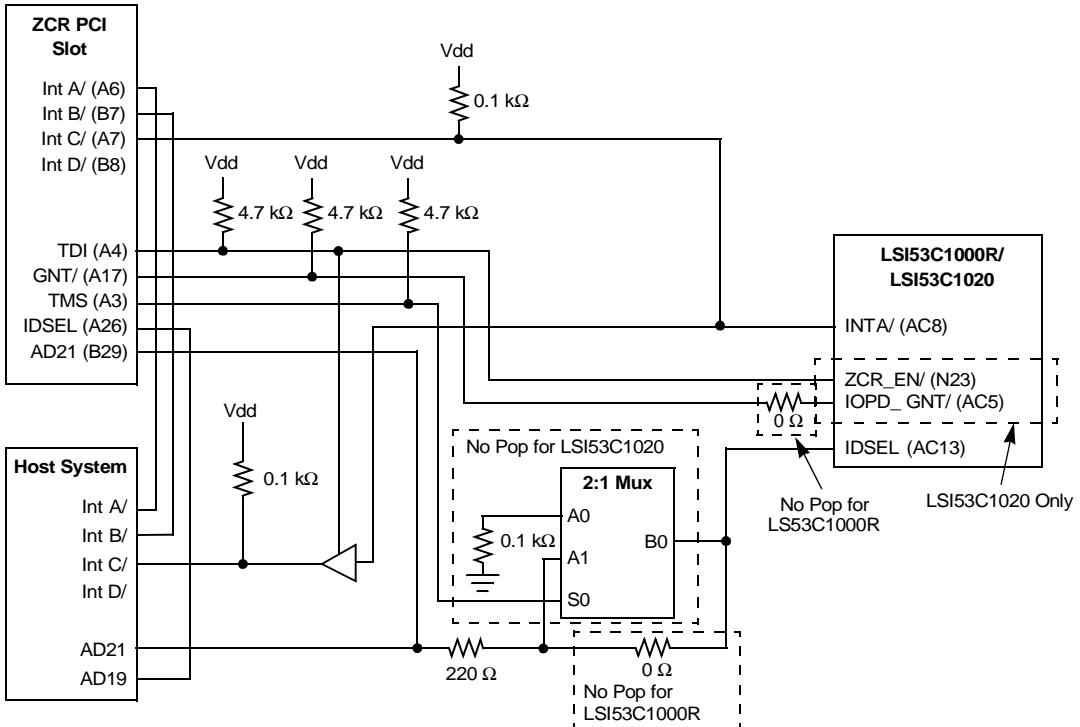 ZCR PCI
Slot
Int A/ (A6)
Int B/ (B7)
Int C/ (A7)
Int D/ (B8)
TDI (A4)
GNT/ (A17)
TMS (A3)
IDSEL (A26)
AD21 (B29)
Vdd
0.1 kΩ
Vdd
Vdd
Vdd
4.7 kΩ
4.7 kΩ
4.7 kΩ
LSI53C1000R/
LSI53C1020
INTA/ (AC8)
ZCR_EN/ (N23)
IOPD_ GNT/ (AC5)
IDSEL (AC13)
0 Ω
No Pop for
LS53C1000R
LSI53C1020 Only
Host System
Int A/
Int B/
Int C/
Int D/
AD21
AD19
Vdd
0.1 kΩ
No Pop for LSI53C1020
2:1 Mux
A0
A1
S0
B0
0.1 kΩ
220 Ω
0 Ω
No Pop for
LSI53C1000R